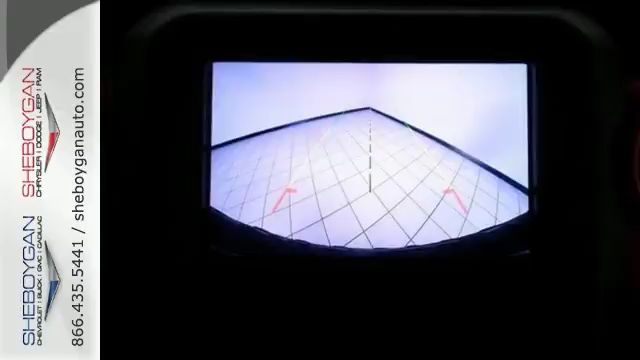 SHEBOYGAN
CHRYSLER | DODGE | JEEP | RAM
SHEBOYGAN
CHEVROLET | BUICK | GMC | CADILLAC
866.435.5441 / sheboyganauto.com